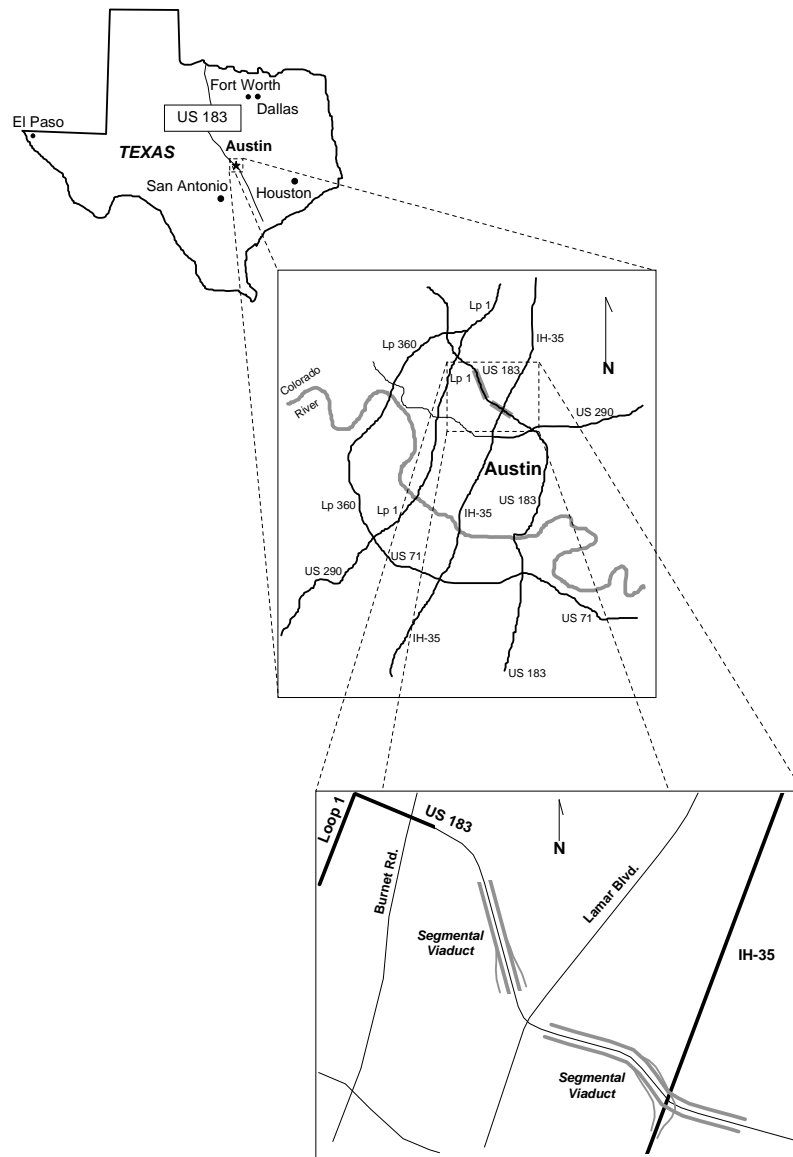 Fort Worth
Dallas
US 183
El Paso
TEXAS
Austin
San Antonio
Houston
Lp 1
Lp 360
IH-35
N
US 183
Lp 1
Colorado
River
US 290
Austin
US 183
Lp 360
Lp 1
IH-35
US 71
US 290
US 71
IH-35
US 183
Loop 1
US 183
N
Burnet Rd.
Lamar Blvd.
Segmental
Viaduct
IH-35
Segmental
Viaduct